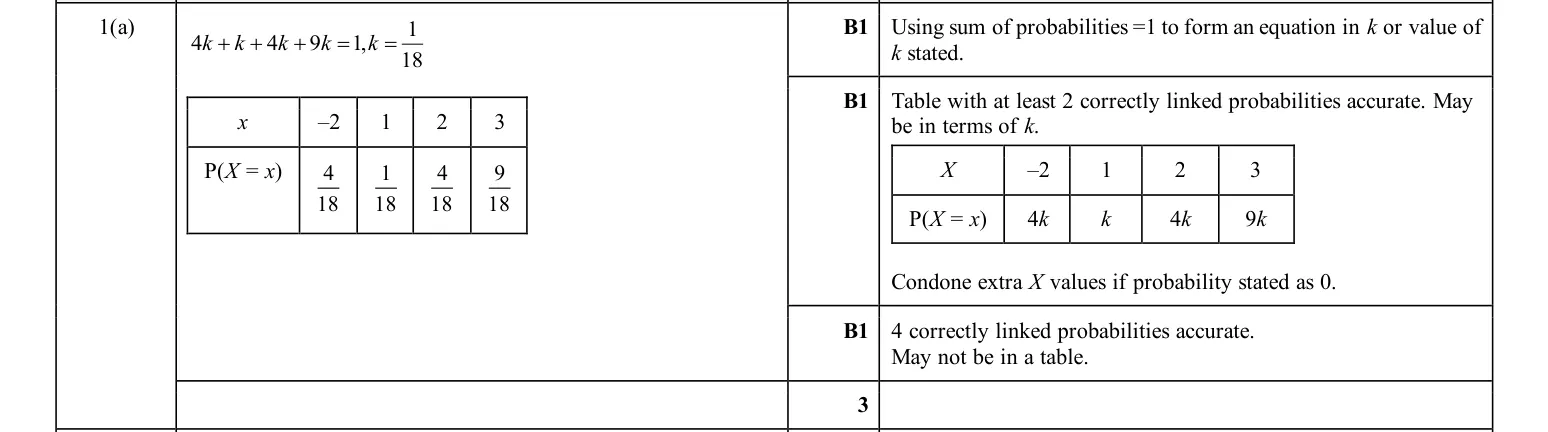 1(a)
4k + k + 4k + 9k = 1, k = 1/18
x –2 1 2 3
P(X = x) 4/18 1/18 4/18 9/18
B1 Using sum of probabilities =1 to form an equation in k or value of
k stated.
B1 Table with at least 2 correctly linked probabilities accurate. May
be in terms of k.
X –2 1 2 3
P(X = x) 4k k 4k 9k
Condone extra X values if probability stated as 0.
B1 4 correctly linked probabilities accurate.
May not be in a table.
3